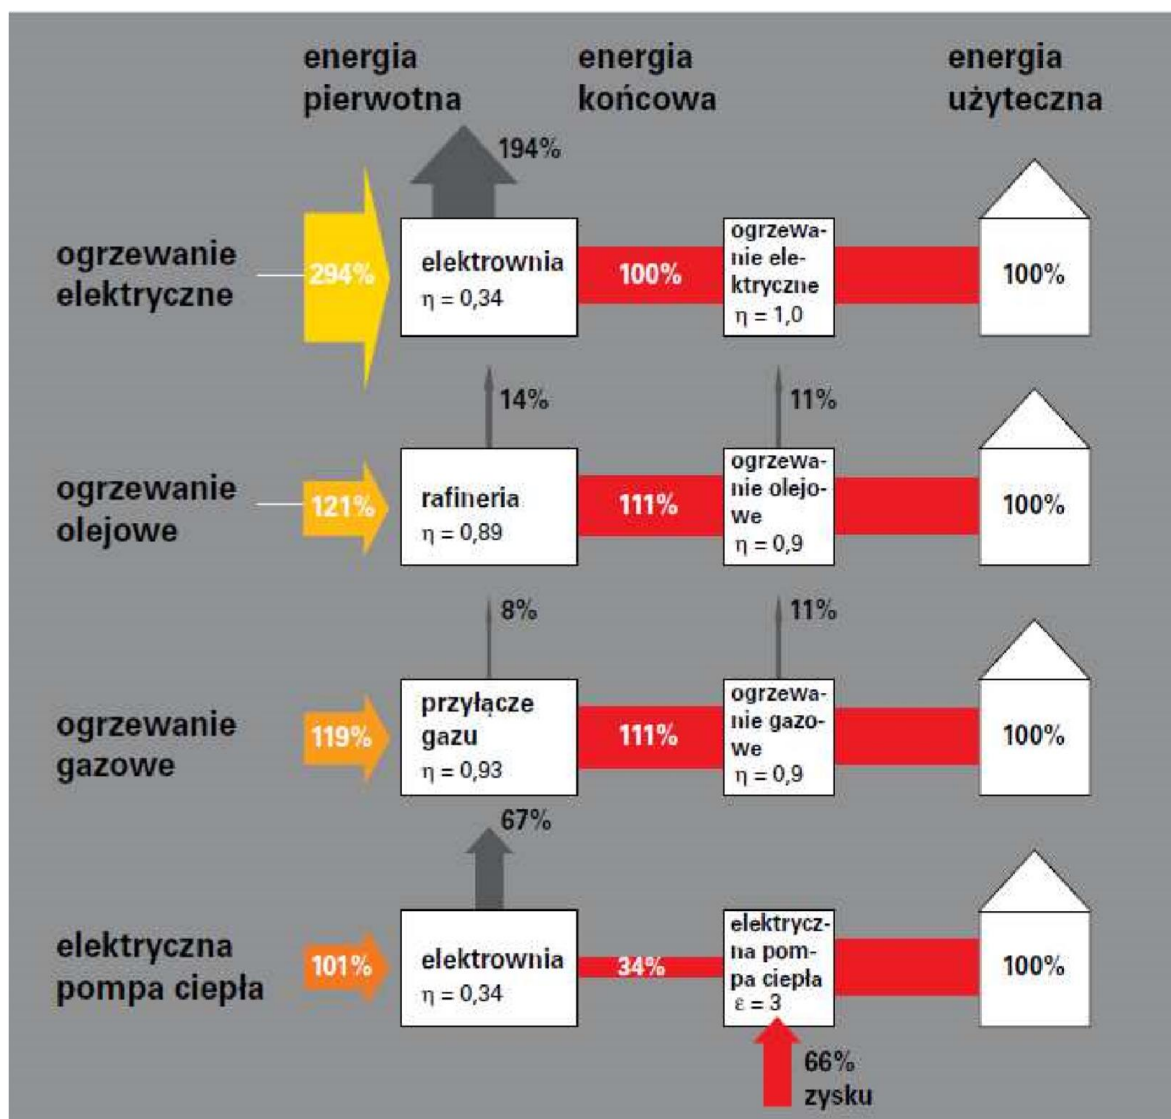 energia
pierwotna
energia
końcowa
energia
użyteczna
194%
ogrzewanie
elektryczne
294%
elektrownia
η = 0,34
100%
ogrzewa-
nie ele-
ktryczne
η = 1,0
100%
14%
11%
ogrzewanie
olejowe
121%
rafineria
η = 0,89
111%
ogrzewa-
nie olejo-
we
η = 0,9
100%
8%
11%
ogrzewanie
gazowe
119%
przyłącze
gazu
η = 0,93
111%
ogrzewa-
nie gazo-
we
η = 0,9
100%
67%
elektryczna
pompa ciepła
101%
elektrownia
η = 0,34
34%
elektrycz-
na pom-
pa ciepła
ε = 3
100%
66%
zysku